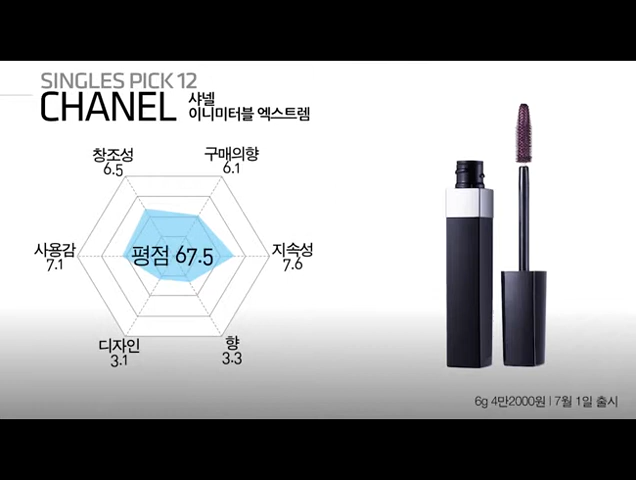 SINGLES PICK 12
CHANEL 샤넬
이니미터블 엑스트렘
창조성
6.5
구매의향
6.1
사용감
7.1
평점 67.5
지속성
7.6
디자인
3.1
향
3.3
6g 4만2000원 | 7월 1일 출시